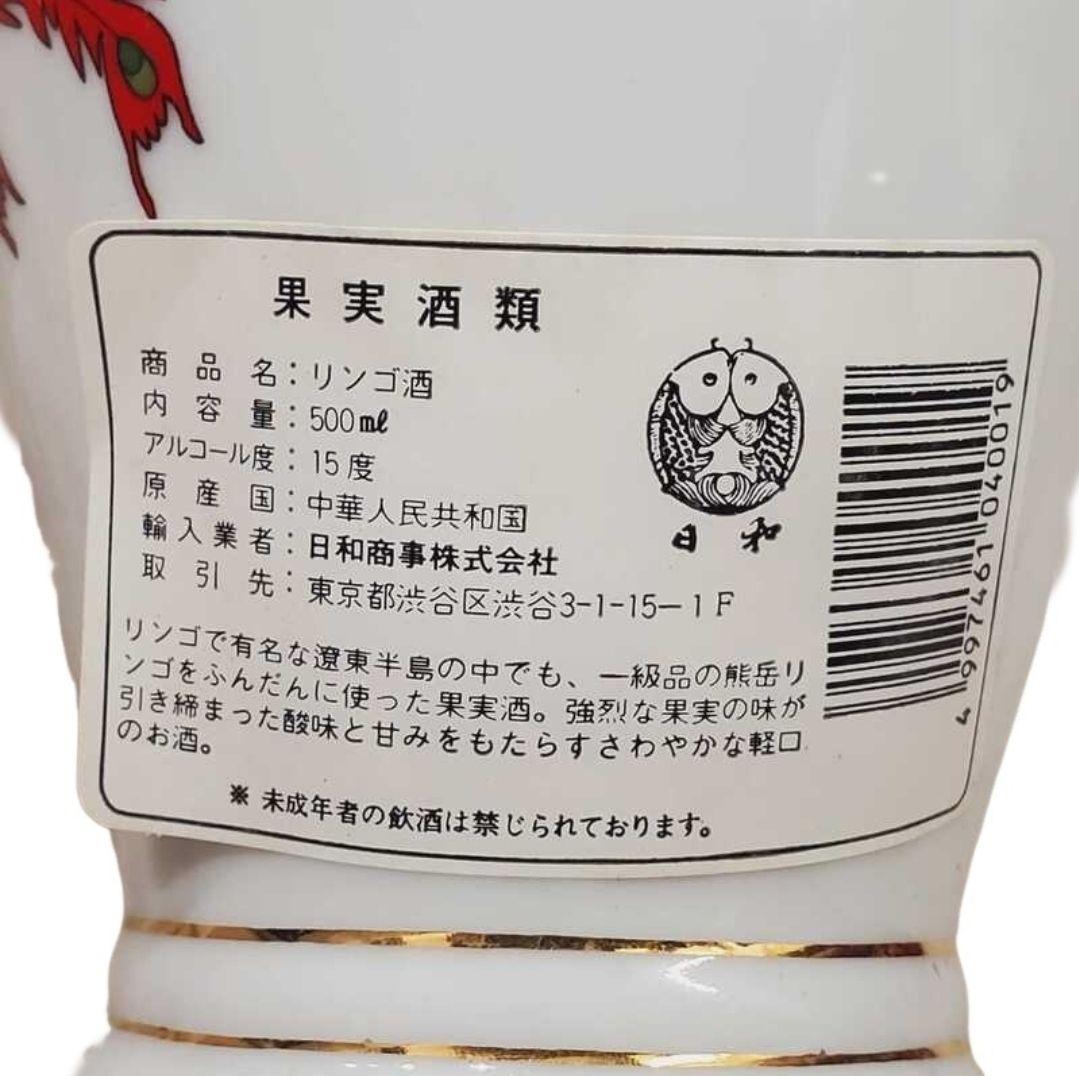 果実酒類
商品名：リンゴ酒
内容量：500㎖
アルコール度：15度
原産国：中華人民共和国
輸入業者：日和商事株式会社
取引先：東京都渋谷区渋谷3-1-15-1F
リンゴで有名な遼東半島の中でも、一級品の熊岳リ
ンゴをふんだんに使った果実酒。強烈な果実の味が
引き締まった酸味と甘みをもたらすさわやかな軽口
のお酒。
※ 未成年者の飲酒は禁じられております。
日和
4997461040019